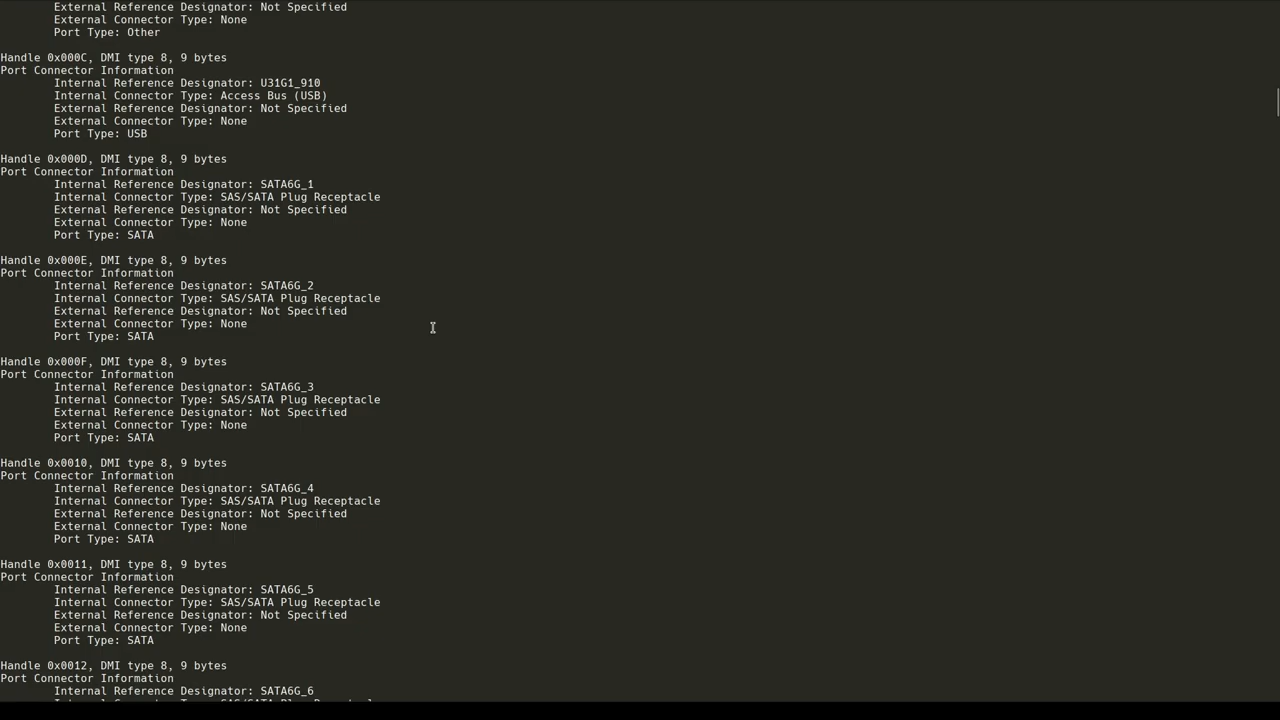 External Reference Designator: Not Specified
External Connector Type: None
Port Type: Other
Handle 0x000C, DMI type 8, 9 bytes
Port Connector Information
Internal Reference Designator: U31G1_910
Internal Connector Type: Access Bus (USB)
External Reference Designator: Not Specified
External Connector Type: None
Port Type: USB
Handle 0x000D, DMI type 8, 9 bytes
Port Connector Information
Internal Reference Designator: SATA6G_1
Internal Connector Type: SAS/SATA Plug Receptacle
External Reference Designator: Not Specified
External Connector Type: None
Port Type: SATA
Handle 0x000E, DMI type 8, 9 bytes
Port Connector Information
Internal Reference Designator: SATA6G_2
Internal Connector Type: SAS/SATA Plug Receptacle
External Reference Designator: Not Specified
External Connector Type: None
Port Type: SATA
Handle 0x000F, DMI type 8, 9 bytes
Port Connector Information
Internal Reference Designator: SATA6G_3
Internal Connector Type: SAS/SATA Plug Receptacle
External Reference Designator: Not Specified
External Connector Type: None
Port Type: SATA
Handle 0x0010, DMI type 8, 9 bytes
Port Connector Information
Internal Reference Designator: SATA6G_4
Internal Connector Type: SAS/SATA Plug Receptacle
External Reference Designator: Not Specified
External Connector Type: None
Port Type: SATA
Handle 0x0011, DMI type 8, 9 bytes
Port Connector Information
Internal Reference Designator: SATA6G_5
Internal Connector Type: SAS/SATA Plug Receptacle
External Reference Designator: Not Specified
External Connector Type: None
Port Type: SATA
Handle 0x0012, DMI type 8, 9 bytes
Port Connector Information
Internal Reference Designator: SATA6G_6